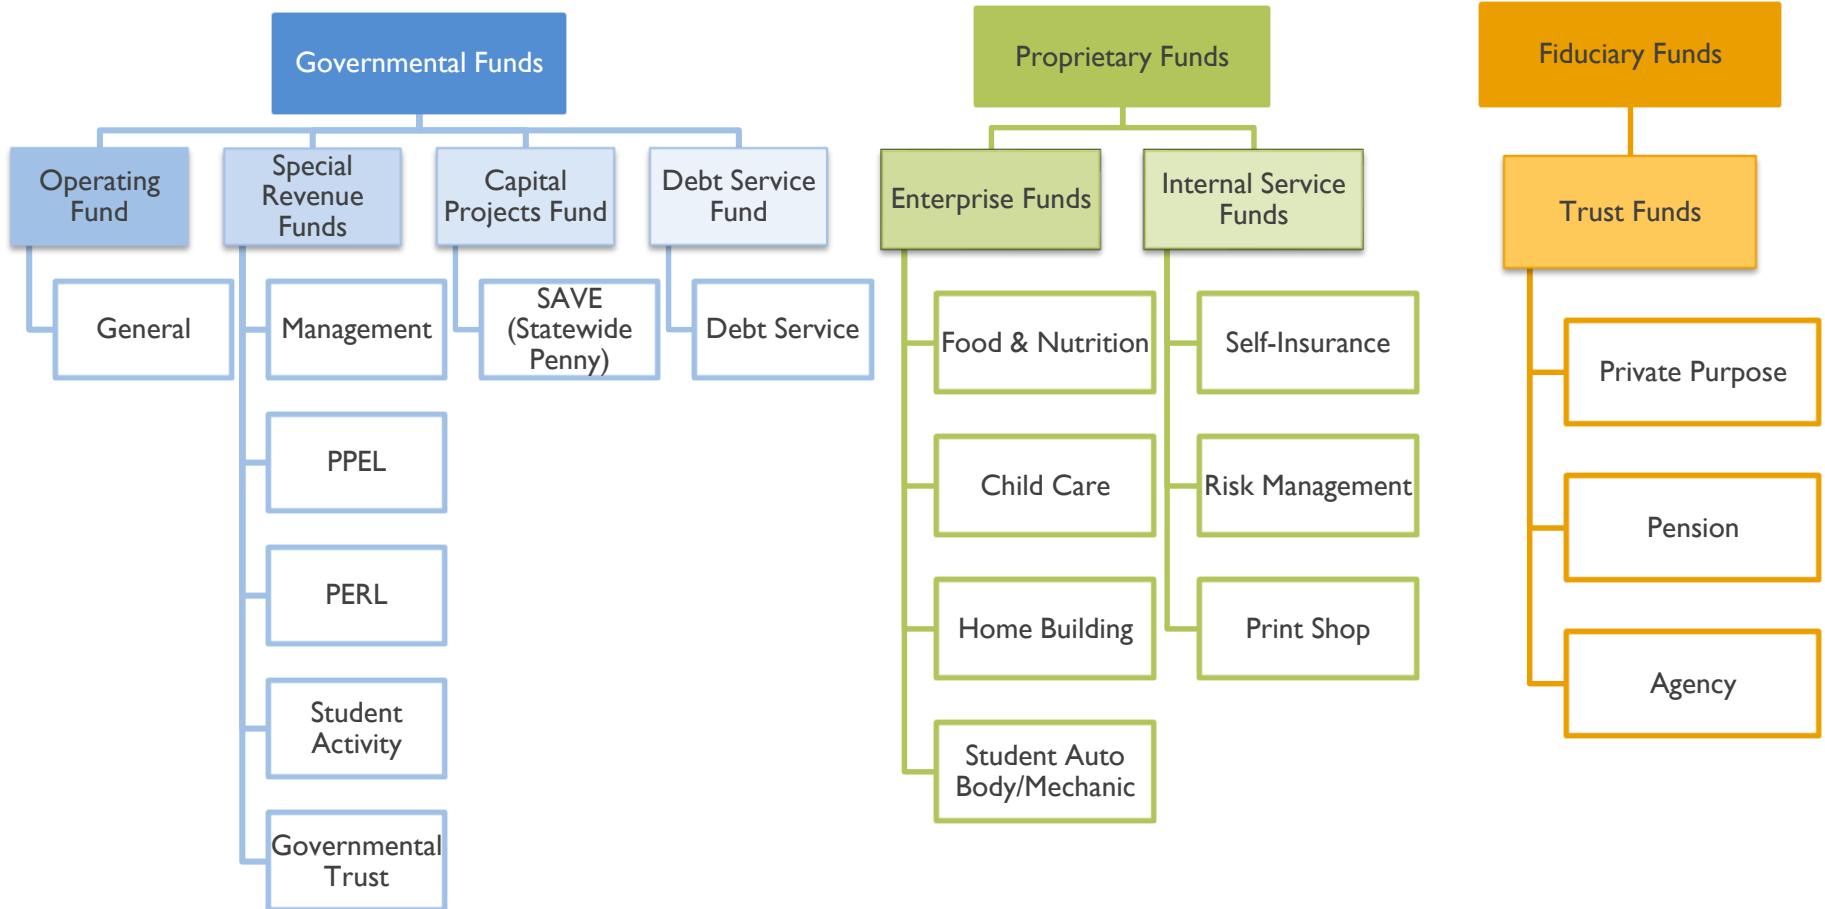 Governmental Funds
Operating
Fund
General
Special
Revenue
Funds
Management
PPEL
PERL
Student
Activity
Governmental
Trust
Capital
Projects Fund
SAVE
(Statewide
Penny)
Debt Service
Fund
Debt Service
Proprietary Funds
Enterprise Funds
Food & Nutrition
Child Care
Home Building
Student Auto
Body/Mechanic
Internal Service
Funds
Self-Insurance
Risk Management
Print Shop
Fiduciary Funds
Trust Funds
Private Purpose
Pension
Agency